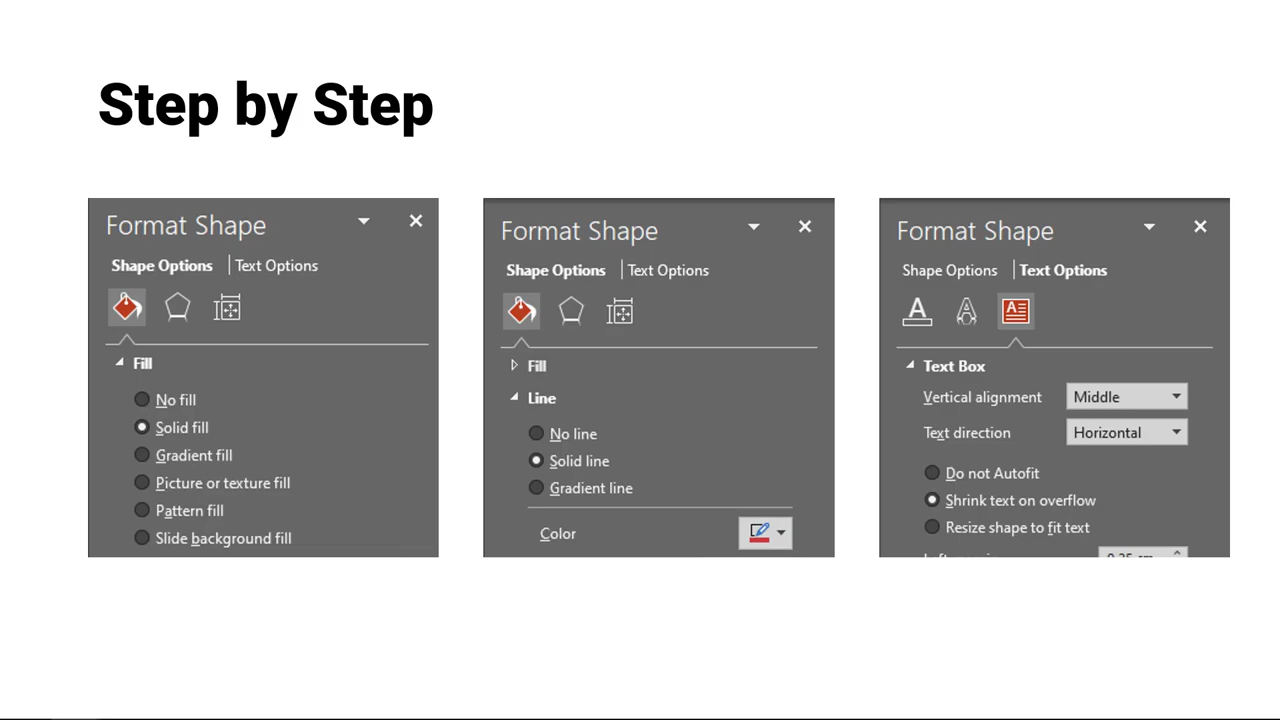 Step by Step
Format Shape
Shape Options
Text Options
Fill
No fill
Solid fill
Gradient fill
Picture or texture fill
Pattern fill
Slide background fill
Format Shape
Shape Options
Text Options
Fill
Line
No line
Solid line
Gradient line
Color
Format Shape
Shape Options
Text Options
Text Box
Vertical alignment Middle
Text direction Horizontal
Do not Autofit
Shrink text on overflow
Resize shape to fit text